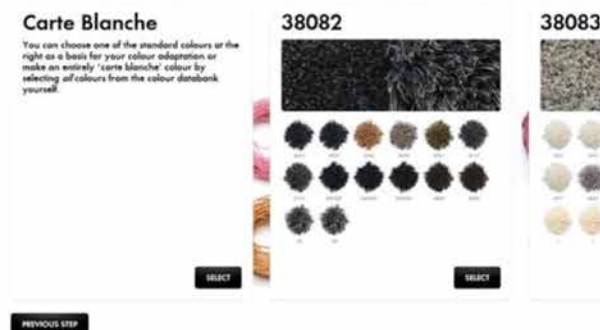 Carte Blanche
You can choose one of the standard colours at the
right as a basis for your colour adaptation or
make an entirely 'carte blanche' colour by
selecting all colours from the colour databank
yourself.
SELECT
38082
SELECT
38083
PREVIOUS STEP